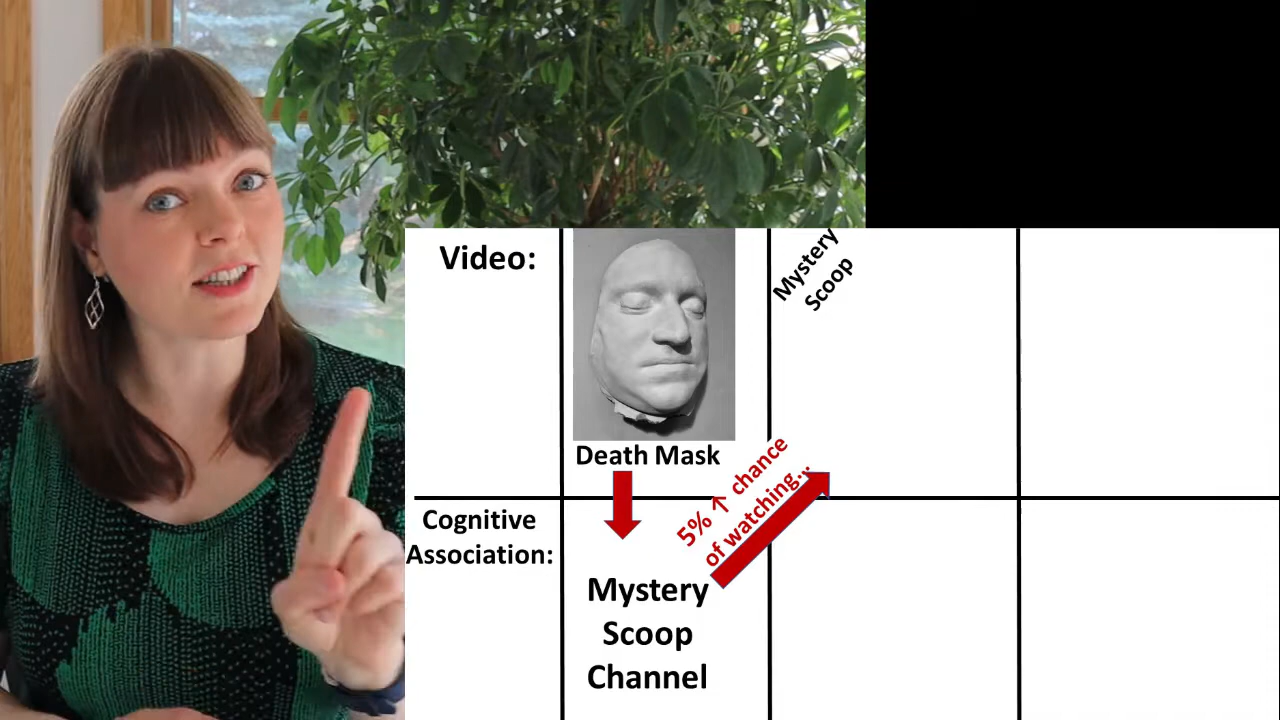 Video:
Mystery
Scoop
Death Mask
5% ↑ chance
of watching...
Cognitive
Association:
Mystery
Scoop
Channel